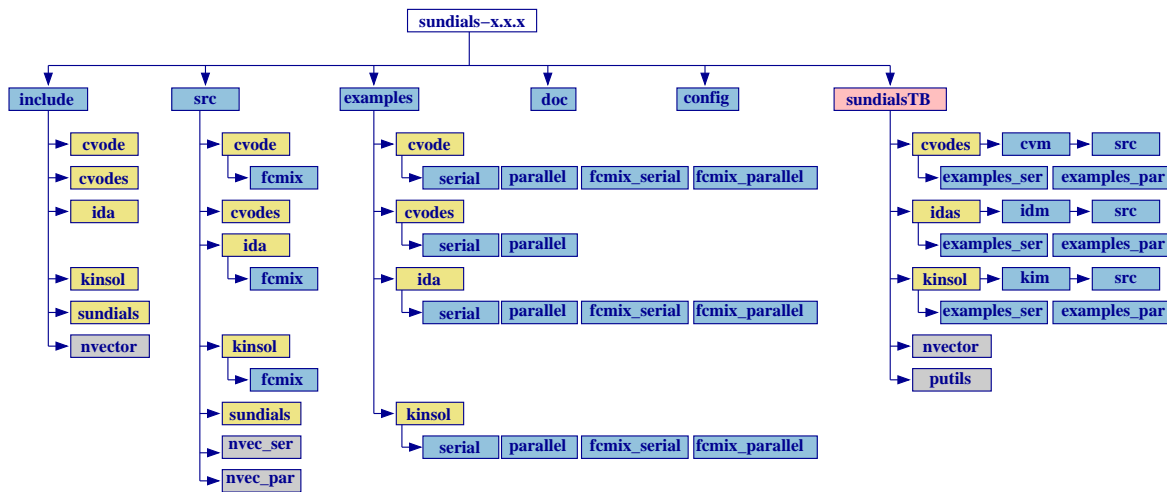 sundials–x.x.x
include src examples doc config sundialsTB
cvode cvode cvode cvodes cvm src
cvodes fcmix serial parallel fcmix_serial fcmix_parallel examples_ser examples_par
ida cvodes cvodes idas idm src
ida serial parallel examples_ser examples_par
kinsol fcmix ida kinsol kim src
sundials serial parallel fcmix_serial fcmix_parallel examples_ser examples_par
nvector kinsol nvector
fcmix putils
sundials kinsol
nvec_ser serial parallel fcmix_serial fcmix_parallel
nvec_par